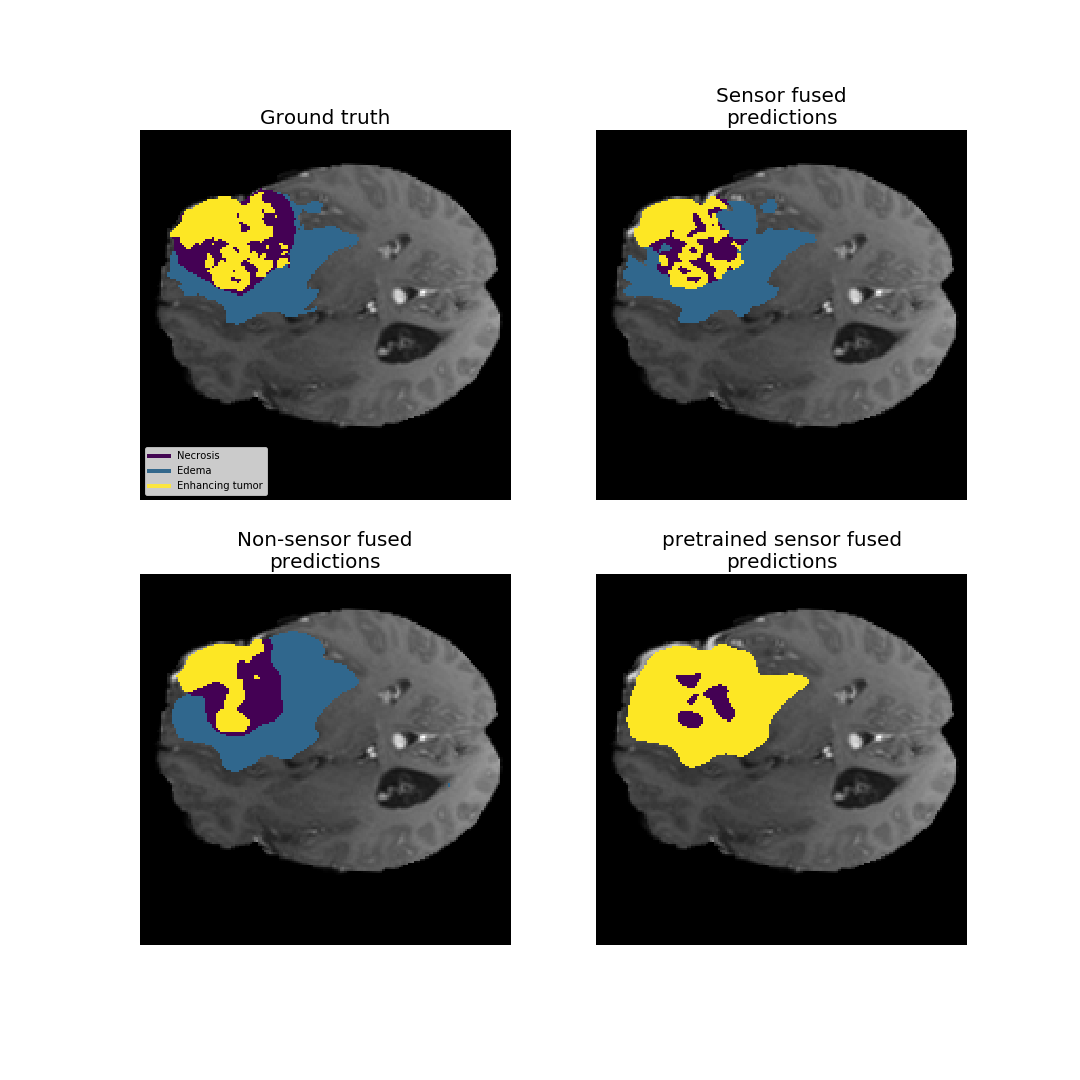 Ground truth
Sensor fused
predictions
Necrosis
Edema
Enhancing tumor
Non-sensor fused
predictions
pretrained sensor fused
predictions